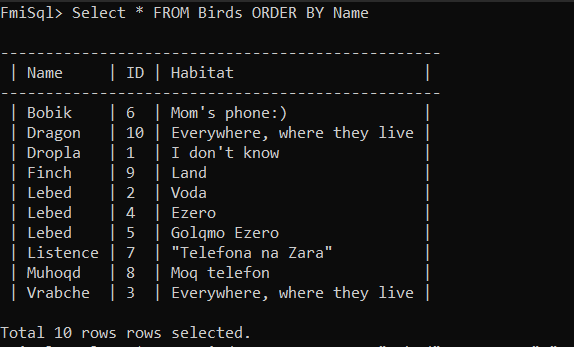 FmiSql> Select * FROM Birds ORDER BY Name
------------------------------------------------
| Name | ID | Habitat |
------------------------------------------------
| Bobik | 6 | Mom's phone:) |
| Dragon | 10 | Everywhere, where they live |
| Dropla | 1 | I don't know |
| Finch | 9 | Land |
| Lebed | 2 | Voda |
| Lebed | 4 | Ezero |
| Lebed | 5 | Golqmo Ezero |
| Listence | 7 | "Telefona na Zara" |
| Muhoqd | 8 | Moq telefon |
| Vrabche | 3 | Everywhere, where they live |
Total 10 rows rows selected.